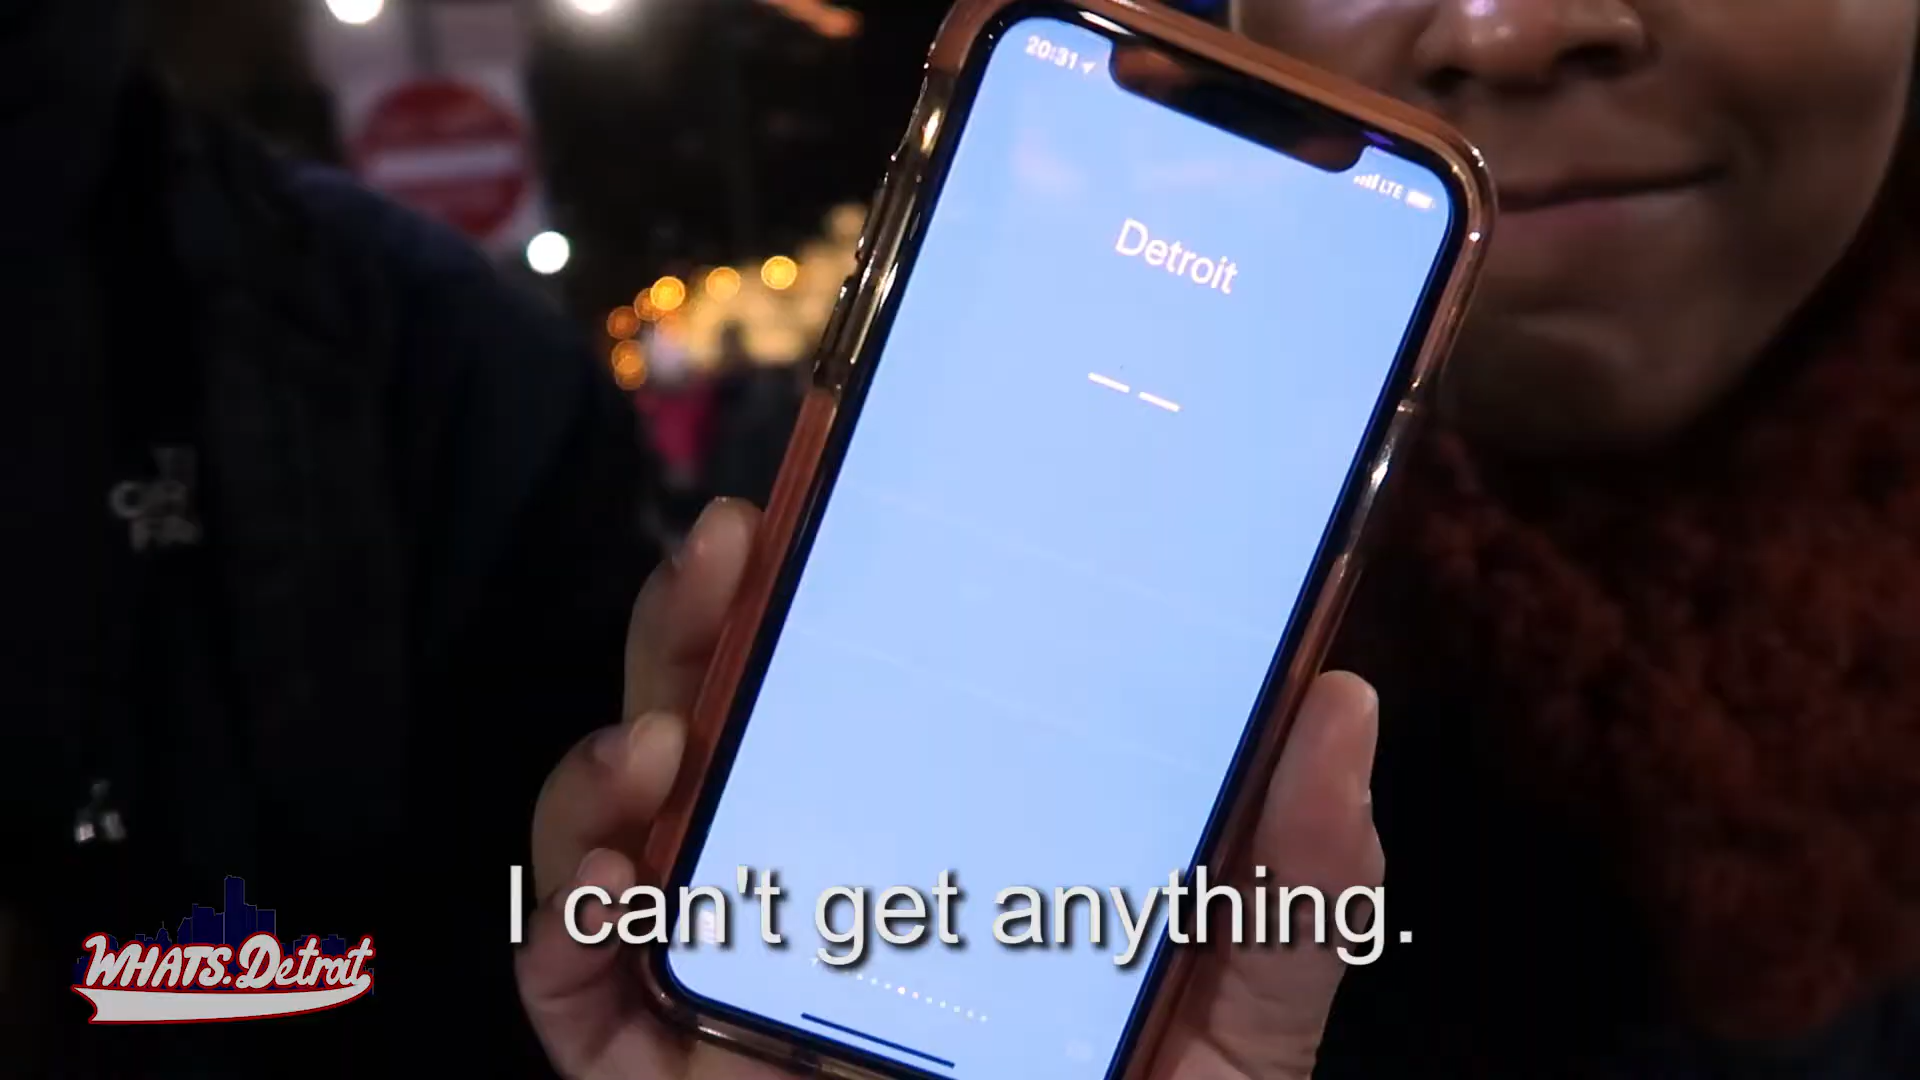 20:31
LTE
Detroit
— —
I can't get anything.
WHATS.Detroit